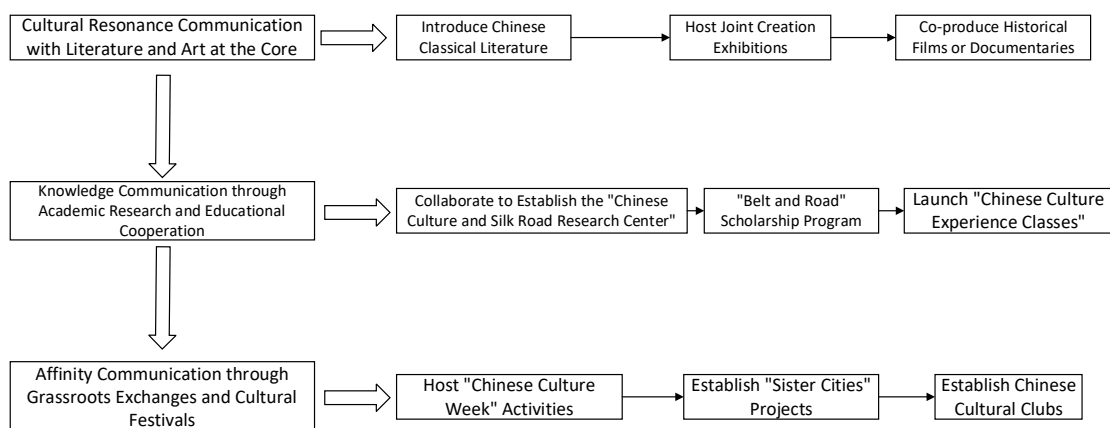 Cultural Resonance Communication
with Literature and Art at the Core
Introduce Chinese
Classical Literature
Host Joint Creation
Exhibitions
Co-produce Historical
Films or Documentaries
Knowledge Communication through
Academic Research and Educational
Cooperation
Collaborate to Establish the "Chinese
Culture and Silk Road Research Center"
"Belt and Road"
Scholarship Program
Launch "Chinese Culture
Experience Classes"
Affinity Communication through
Grassroots Exchanges and Cultural
Festivals
Host "Chinese Culture
Week" Activities
Establish "Sister Cities"
Projects
Establish Chinese
Cultural Clubs